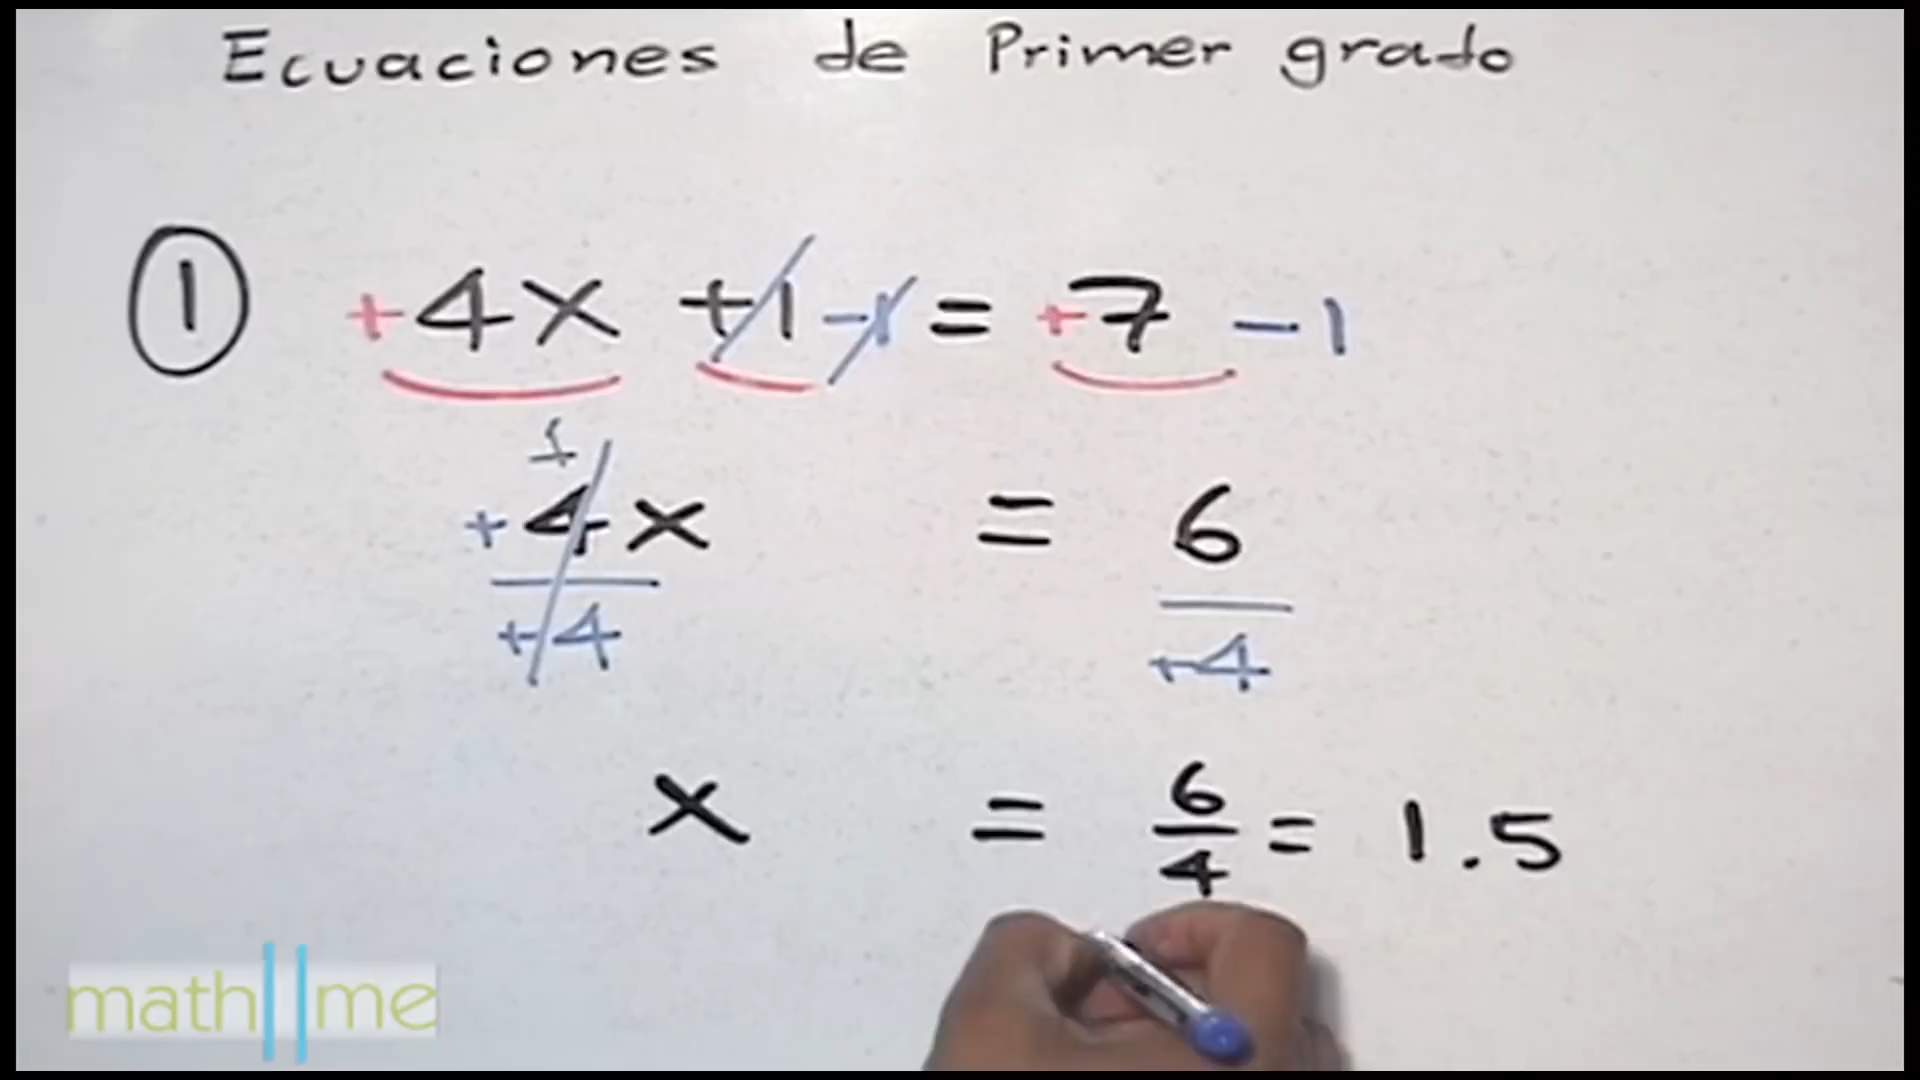 Ecuaciones de Primer grado
1 +4x +1 -1 = +7 -1
1
+4x = 6
+4 +4
x = 6/4 = 1.5
math||me